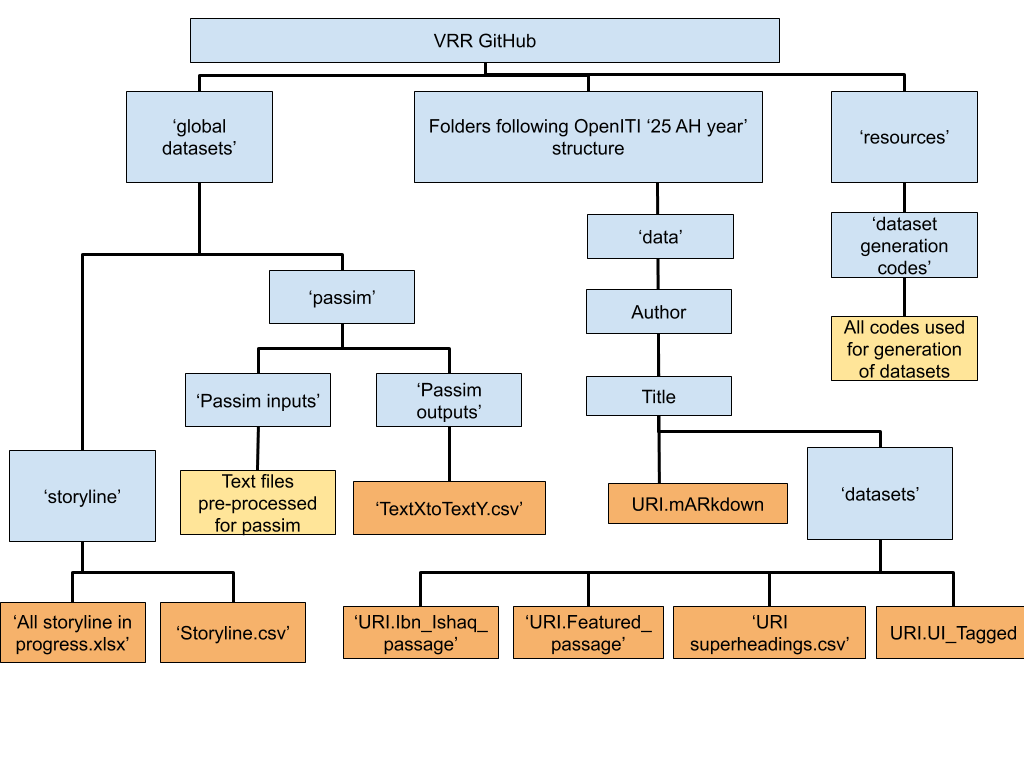 VRR GitHub
‘global
datasets’
Folders following OpenITI ‘25 AH year’
structure
‘resources’
‘data’
‘dataset
generation
codes’
‘passim’
Author
All codes used
for generation
of datasets
‘Passim inputs’
‘Passim
outputs’
Title
‘storyline’
Text files
pre-processed
for passim
‘TextXtoTextY.csv’
URI.mARkdown
‘datasets’
‘All storyline in
progress.xlsx’
‘Storyline.csv’
‘URI.Ibn_Ishaq_
passage’
‘URI.Featured_
passage’
‘URI
superheadings.csv’
URI.UI_Tagged